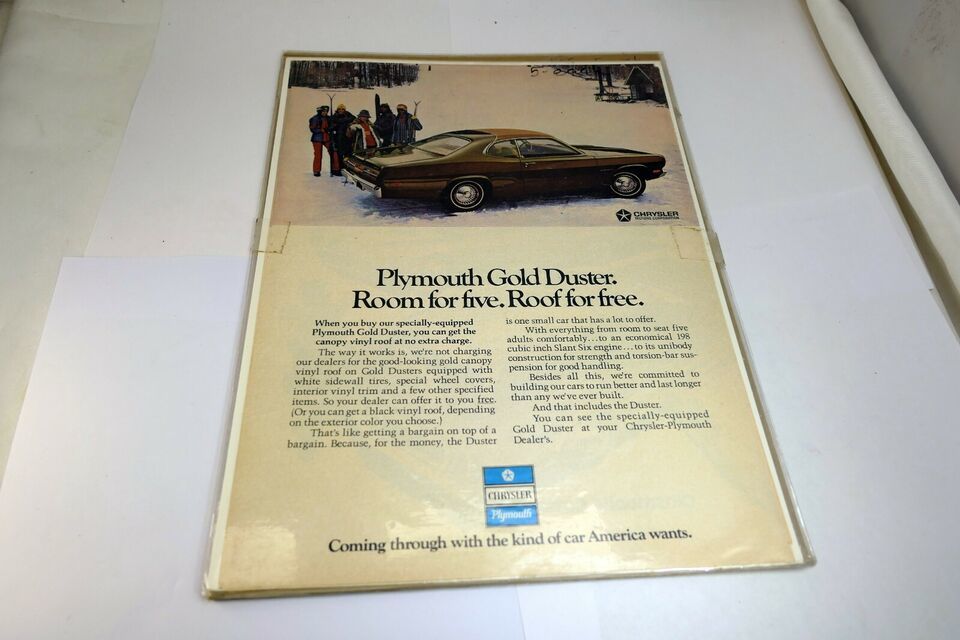 CHRYSLER
MOTORS CORPORATION
Plymouth Gold Duster.
Room for five. Roof for free.
When you buy our specially-equipped
Plymouth Gold Duster, you can get the
canopy vinyl roof at no extra charge.
The way it works is, we're not charging
our dealers for the good-looking gold canopy
vinyl roof on Gold Dusters equipped with
white sidewall tires, special wheel covers,
interior vinyl trim and a few other specified
items. So your dealer can offer it to you free.
(Or you can get a black vinyl roof, depending
on the exterior color you choose.)
That's like getting a bargain on top of a
bargain. Because, for the money, the Duster
is one small car that has a lot to offer.
With everything from room to seat five
adults comfortably...to an economical 198
cubic inch Slant Six engine...to its unibody
construction for strength and torsion-bar sus-
pension for good handling.
Besides all this, we're committed to
building our cars to run better and last longer
than any we've ever built.
And that includes the Duster.
You can see the specially-equipped
Gold Duster at your Chrysler-Plymouth
Dealer's.
CHRYSLER
Plymouth
Coming through with the kind of car America wants.